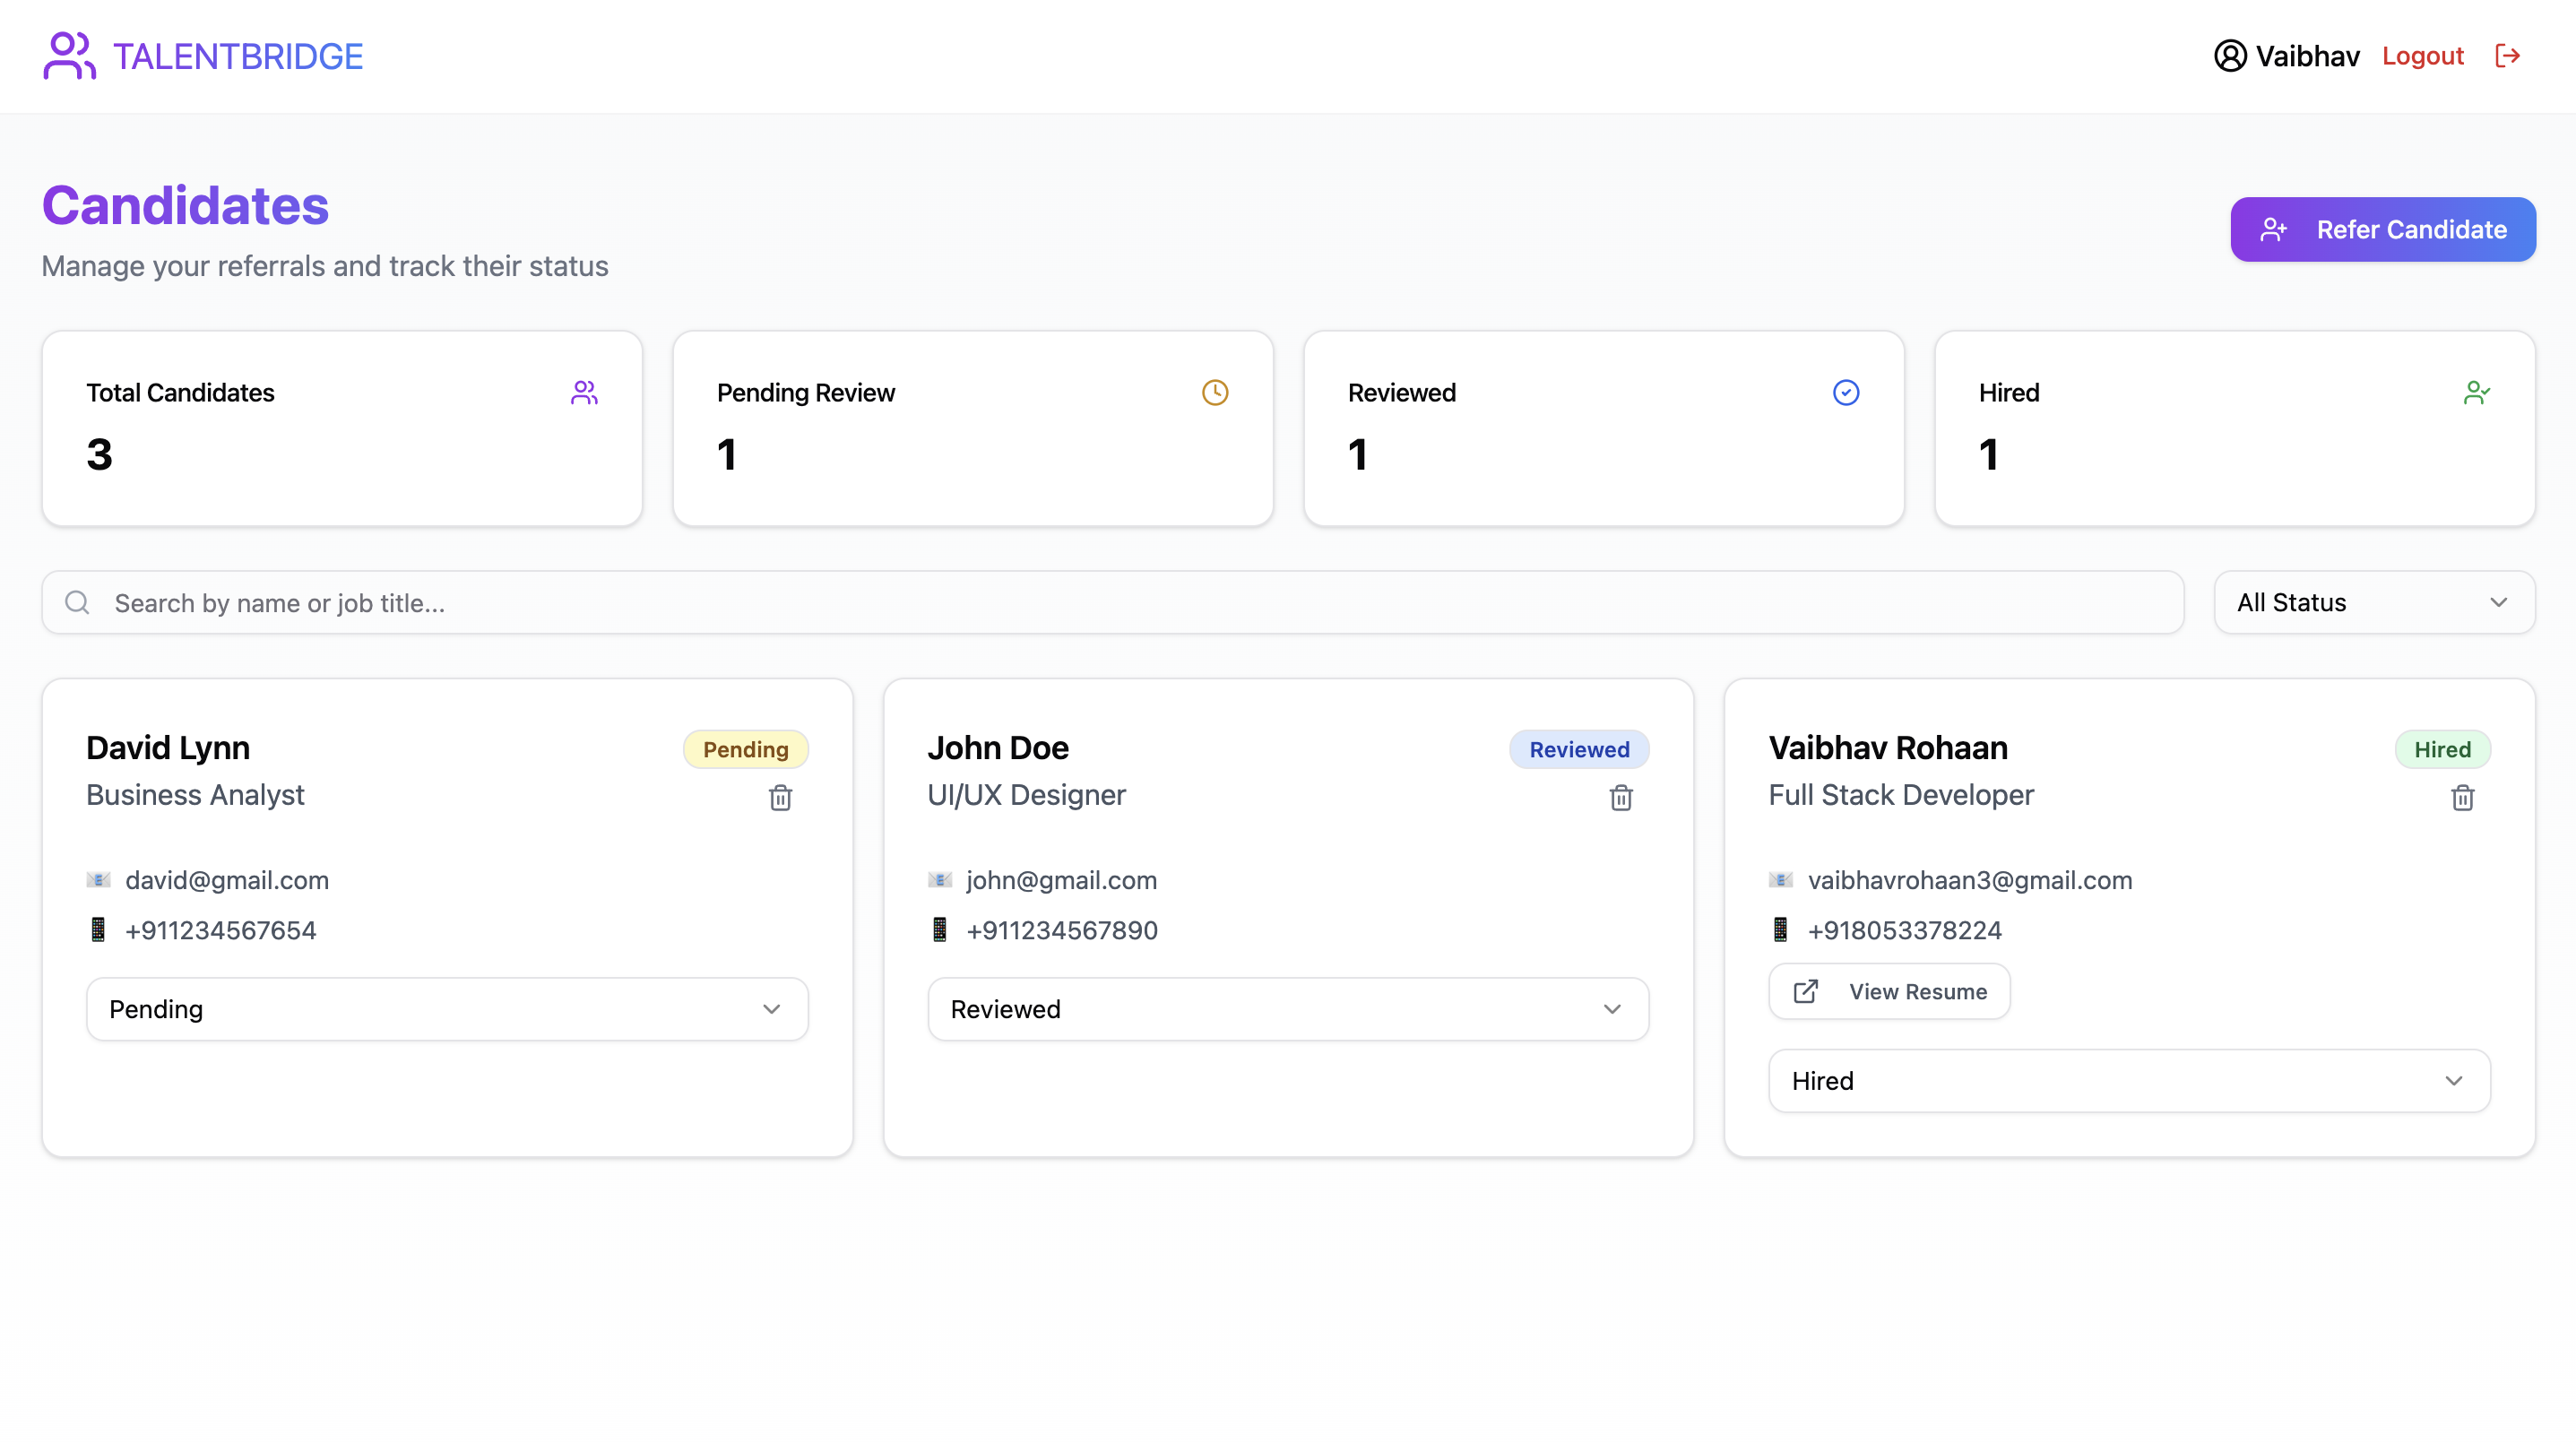 TALENTBRIDGE
Vaibhav Logout
Candidates
Manage your referrals and track their status
Refer Candidate
Total Candidates
3
Pending Review
1
Reviewed
1
Hired
1
Search by name or job title...
All Status
David Lynn
Pending
Business Analyst
david@gmail.com
+911234567654
Pending
John Doe
Reviewed
UI/UX Designer
john@gmail.com
+911234567890
Reviewed
Vaibhav Rohaan
Hired
Full Stack Developer
vaibhavrohaan3@gmail.com
+918053378224
View Resume
Hired